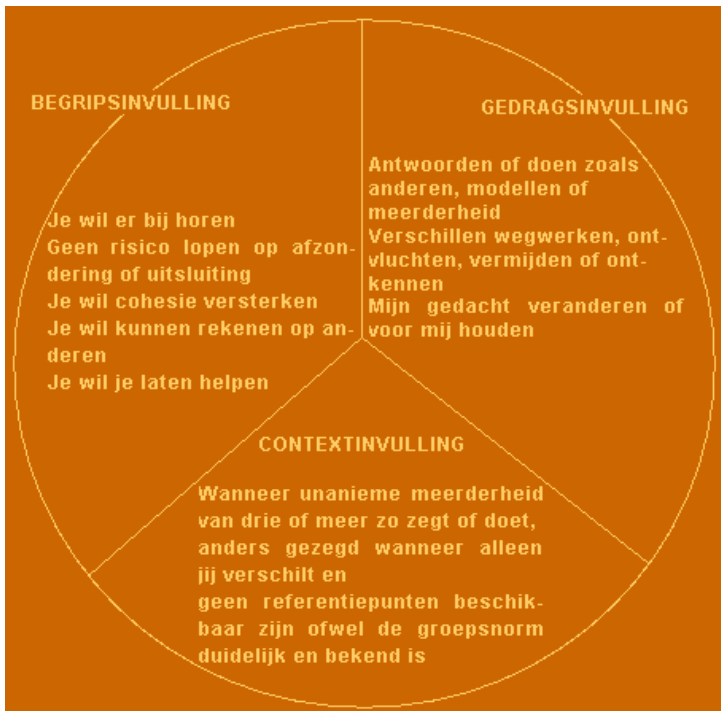 BEGRIPSINVULLING
Je wil er bij horen
Geen risico lopen op afzon-
dering of uitsluiting
Je wil cohesie versterken
Je wil kunnen rekenen op an-
deren
Je wil je laten helpen
GEDRAGSINVULLING
Antwoorden of doen zoals
anderen, modellen of
meerderheid
Verschillen wegwerken, ont-
vluchten, vermijden of ont-
kennen
Mijn gedacht veranderen of
voor mij houden
CONTEXTINVULLING
Wanneer unanieme meerderheid
van drie of meer zo zegt of doet,
anders gezegd wanneer alleen
jij verschilt en
geen referentiepunten beschik-
baar zijn ofwel de groepsnorm
duidelijk en bekend is